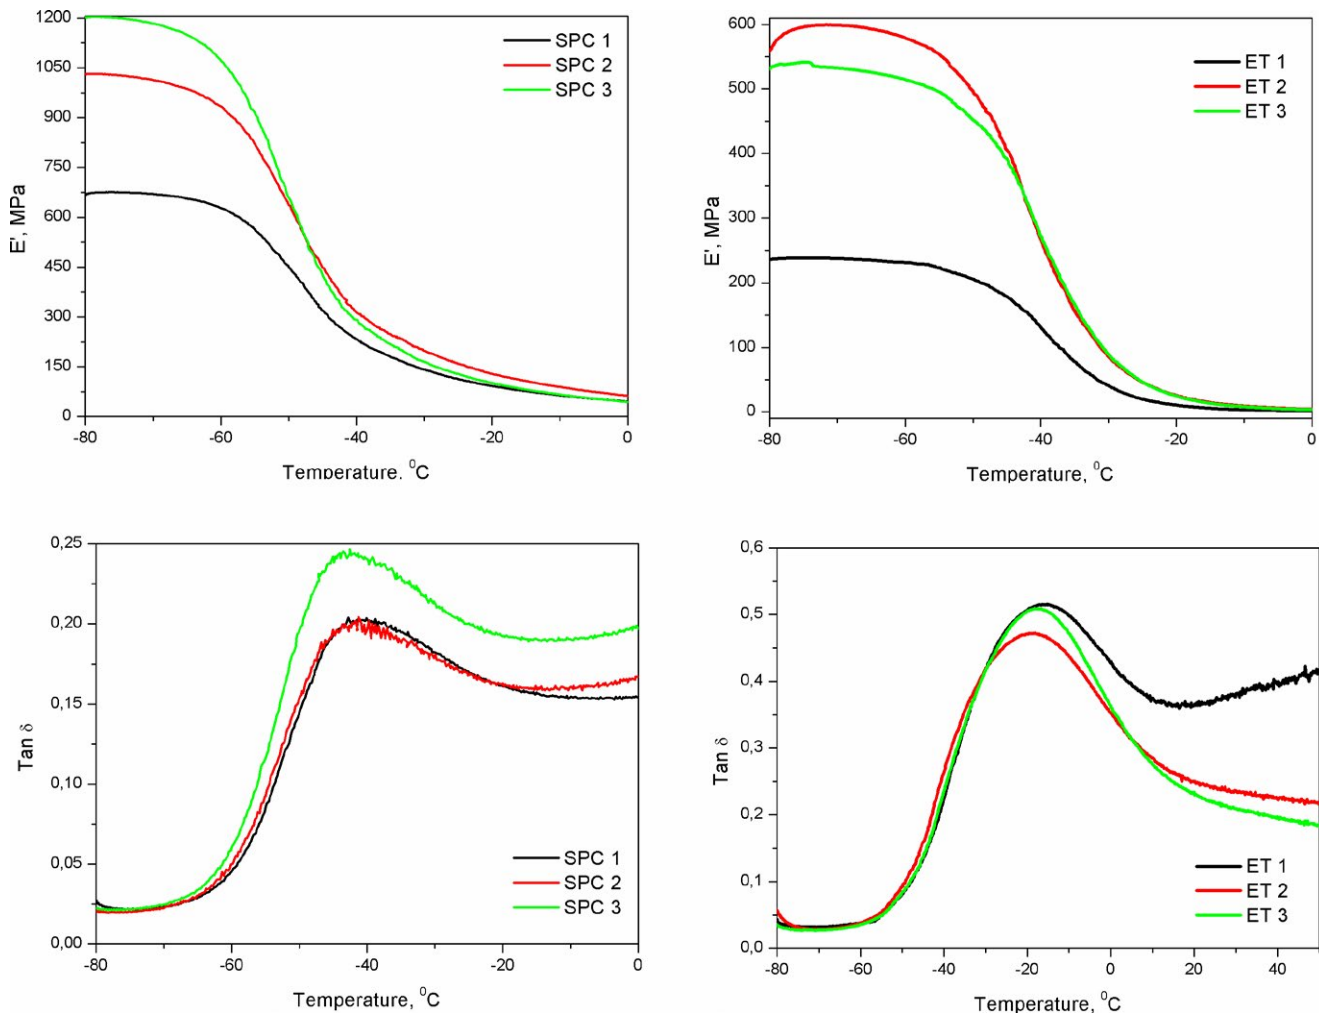 1200
1050
900
750
600
450
300
150
0
E', MPa
-80
-60
-40
-20
0
Temperature, ⁰C
SPC 1
SPC 2
SPC 3
600
500
400
300
200
100
0
E', MPa
-80
-60
-40
-20
0
Temperature, ⁰C
ET 1
ET 2
ET 3
0,25
0,20
0,15
0,10
0,05
0,00
Tan δ
-80
-60
-40
-20
0
Temperature, ⁰C
SPC 1
SPC 2
SPC 3
0,6
0,5
0,4
0,3
0,2
0,1
0,0
Tan δ
-80
-60
-40
-20
0
20
40
Temperature, ⁰C
ET 1
ET 2
ET 3